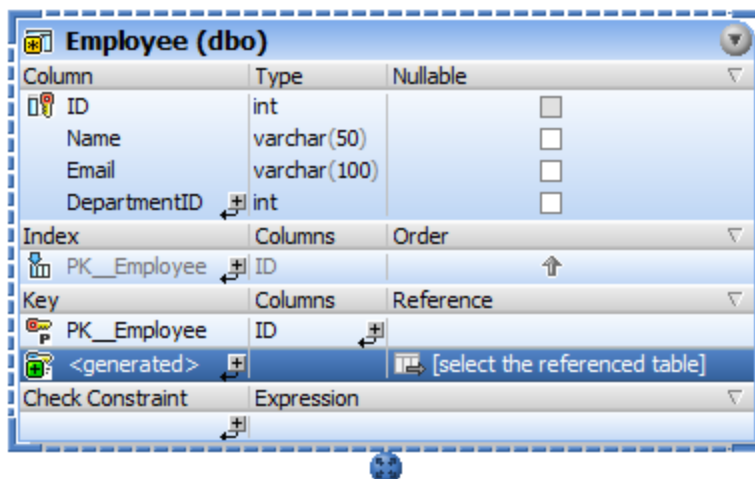 Employee (dbo)
Column Type Nullable
ID int
Name varchar(50)
Email varchar(100)
DepartmentID int
Index Columns Order
PK__Employee ID
Key Columns Reference
PK__Employee ID
<generated> [select the referenced table]
Check Constraint Expression